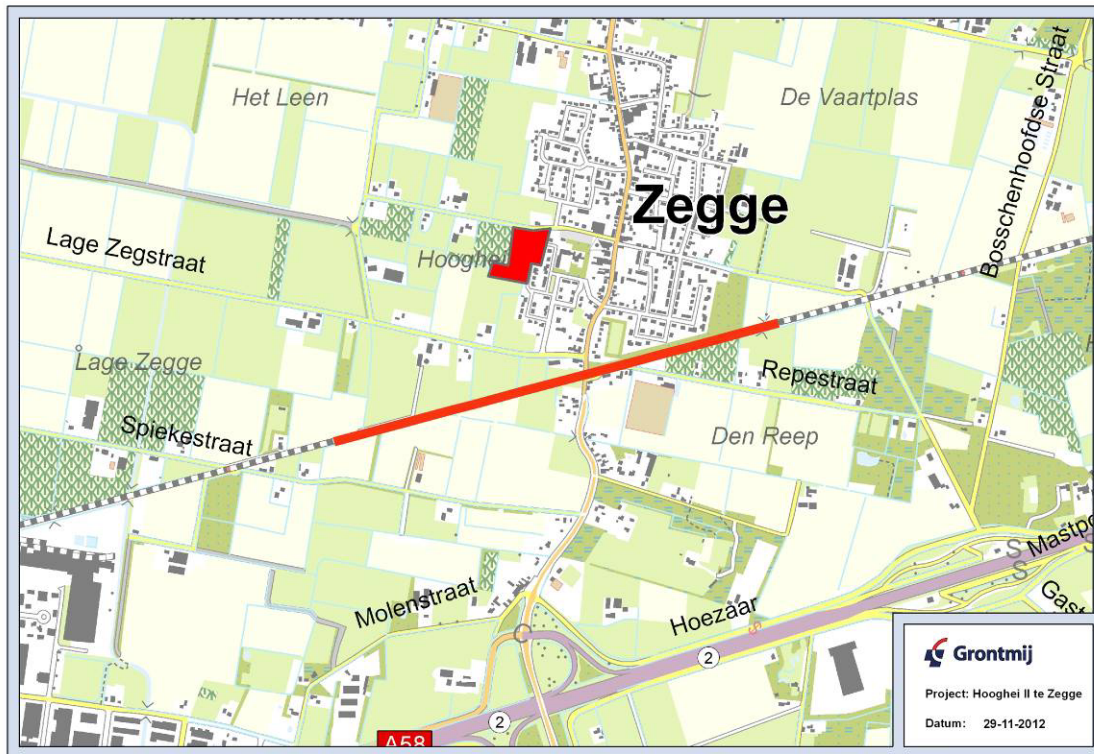 Het Leen
De Vaartplas
Bosschenhoofdse Straat
Zegge
Lage Zegstraat
Hooghei
Lage Zegge
Repestraat
Spiekestraat
Den Reep
Molenstraat
Hoezaar
Mastpo
Gast
2
2
A58
Grontmij
Project: Hooghei II te Zegge
Datum: 29-11-2012